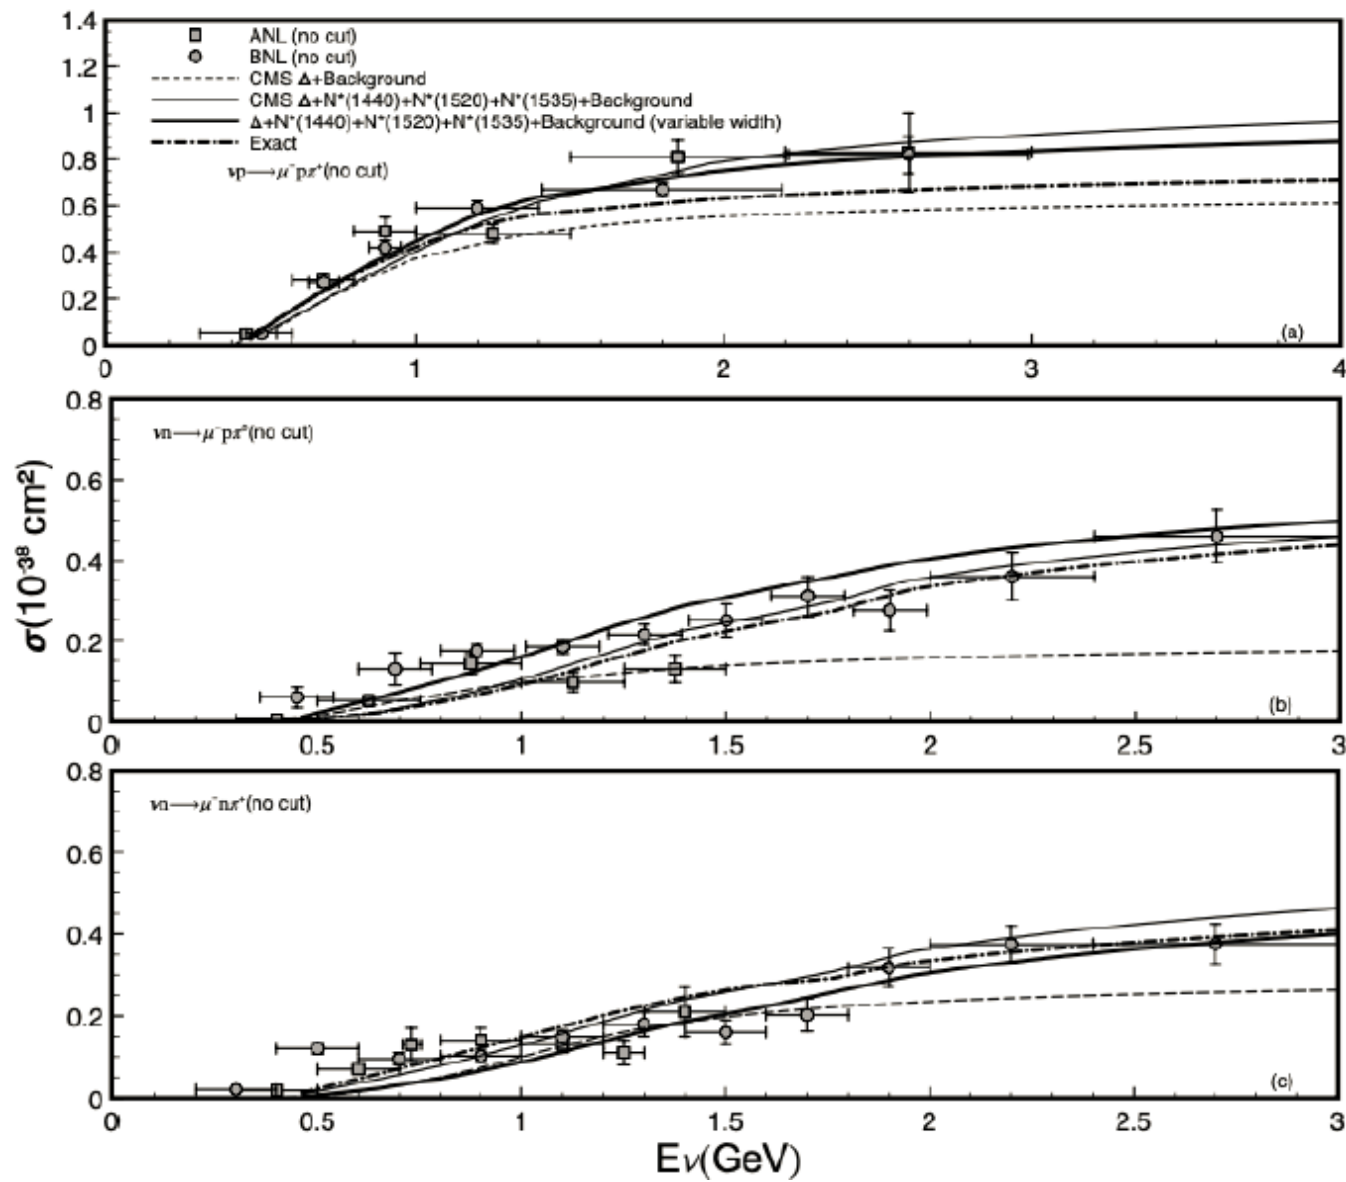 1.4
ANL (no cut)
BNL (no cut)
1.2
CMS Δ+Background
1
CMS Δ+N*(1440)+N*(1520)+N*(1535)+Background
Δ+N*(1440)+N*(1520)+N*(1535)+Background (variable width)
Exact
0.8
νp⟶μ⁻pπ⁺(no cut)
0.6
0.4
0.2
0
(a)
0 1 2 3 4
0.8
νn⟶μ⁻pπ⁰(no cut)
0.6
0.4
0.2
0
(b)
0 0.5 1 1.5 2 2.5 3
σ(10⁻³⁸ cm²)
0.8
νn⟶μ⁻nπ⁺(no cut)
0.6
0.4
0.2
0
(c)
0 0.5 1 1.5 2 2.5 3
Eν(GeV)